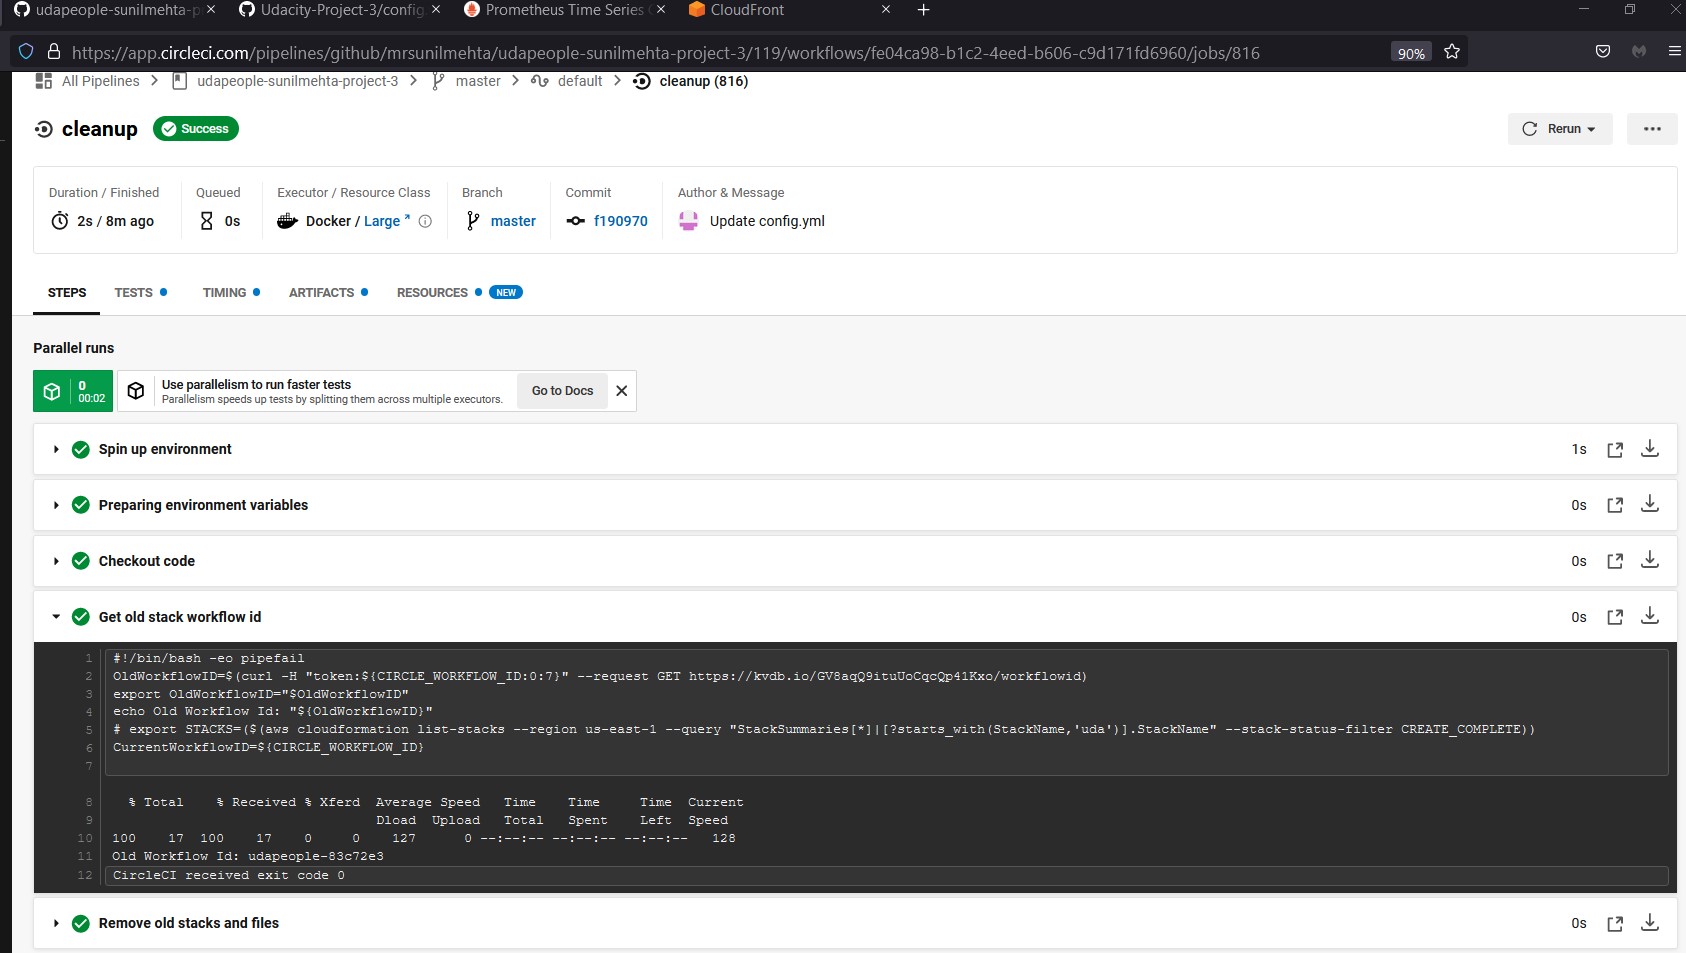 udapeople-sunilmehta-p
Udacity-Project-3/config.
Prometheus Time Series
CloudFront
https://app.circleci.com/pipelines/github/mrsunilmehta/udapeople-sunilmehta-project-3/119/workflows/fe04ca98-b1c2-4eed-b606-c9d171fd6960/jobs/816
90%
All Pipelines
udapeople-sunilmehta-project-3
master
default
cleanup (816)
cleanup
Success
Rerun
Duration / Finished
Queued
Executor / Resource Class
Branch
Commit
Author & Message
2s / 8m ago
0s
Docker / Large
master
f190970
Update config.yml
STEPS
TESTS
TIMING
ARTIFACTS
RESOURCES
NEW
Parallel runs
0
00:02
Use parallelism to run faster tests
Parallelism speeds up tests by splitting them across multiple executors.
Go to Docs
Spin up environment
1s
Preparing environment variables
0s
Checkout code
0s
Get old stack workflow id
0s
1 #!/bin/bash -eo pipefail
2 OldWorkflowID=$(curl -H "token:${CIRCLE_WORKFLOW_ID:0:7}" --request GET https://kvdb.io/GV8aqQ9ituUoCqcQp41Kxo/workflowid)
3 export OldWorkflowID="$OldWorkflowID"
4 echo Old Workflow Id: "${OldWorkflowID}"
5 # export STACKS=($(aws cloudformation list-stacks --region us-east-1 --query "StackSummaries[*]|[?starts_with(StackName,'uda')].StackName" --stack-status-filter CREATE_COMPLETE))
6 CurrentWorkflowID=${CIRCLE_WORKFLOW_ID}
7
8 % Total % Received % Xferd Average Speed Time Time Time Current
9 Dload Upload Total Spent Left Speed
10 100 17 100 17 0 0 127 0 --:--:-- --:--:-- --:--:-- 128
11 Old Workflow Id: udapeople-83c72e3
12 CircleCI received exit code 0
Remove old stacks and files
0s